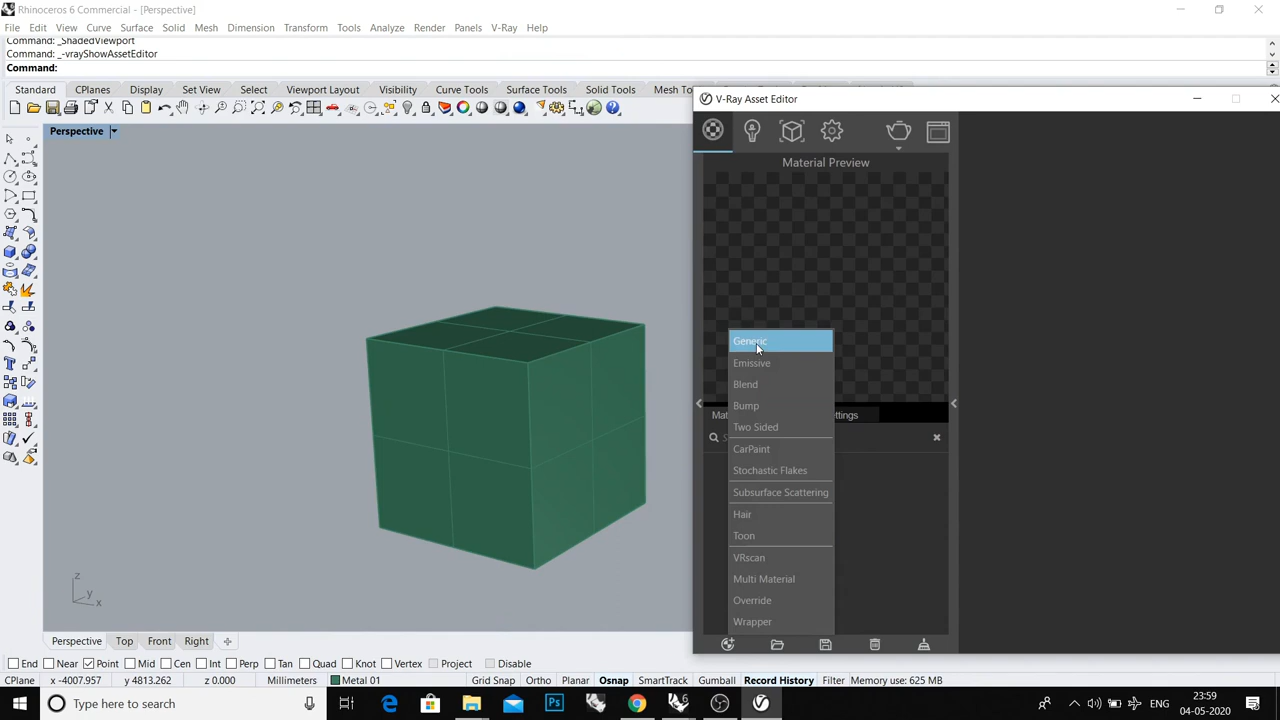 Rhinoceros 6 Commercial - [Perspective]
File Edit View Curve Surface Solid Mesh Dimension Transform Tools Analyze Render Panels V-Ray Help
Command: _ShadedViewport
Command: _-vrayShowAssetEditor
Command:
Standard CPlanes Display Set View Select Viewport Layout Visibility Curve Tools Surface Tools Solid Tools Mesh To
Perspective
V-Ray Asset Editor
Material Preview
Generic
Emissive
Blend
Bump
Two Sided
CarPaint
Stochastic Flakes
Subsurface Scattering
Hair
Toon
VRscan
Multi Material
Override
Wrapper
Mat
ttings
z
y
x
Perspective Top Front Right
End Near Point Mid Cen Int Perp Tan Quad Knot Vertex Project Disable
CPlane x -4007.957 y 4813.262 z 0.000 Millimeters Metal 01 Grid Snap Ortho Planar Osnap SmartTrack Gumball Record History Filter Memory use: 625 MB
Type here to search
ENG
23:59
04-05-2020